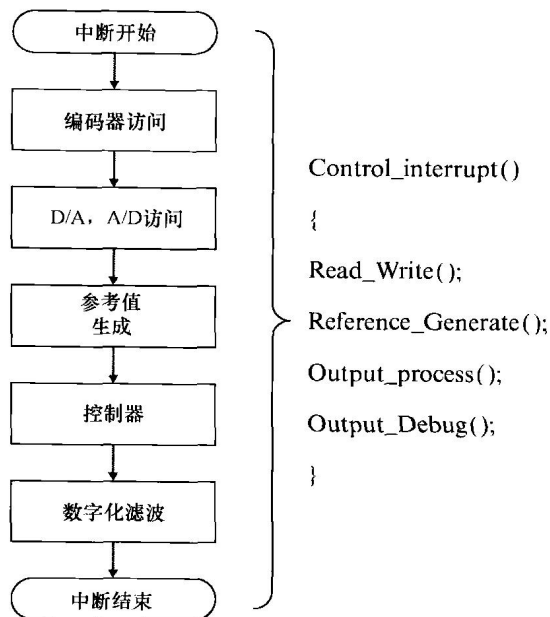 中断开始
编码器访问
D/A，A/D访问
参考值
生成
控制器
数字化滤波
中断结束
Control_interrupt()
{
Read_Write();
Reference_Generate();
Output_process();
Output_Debug();
}